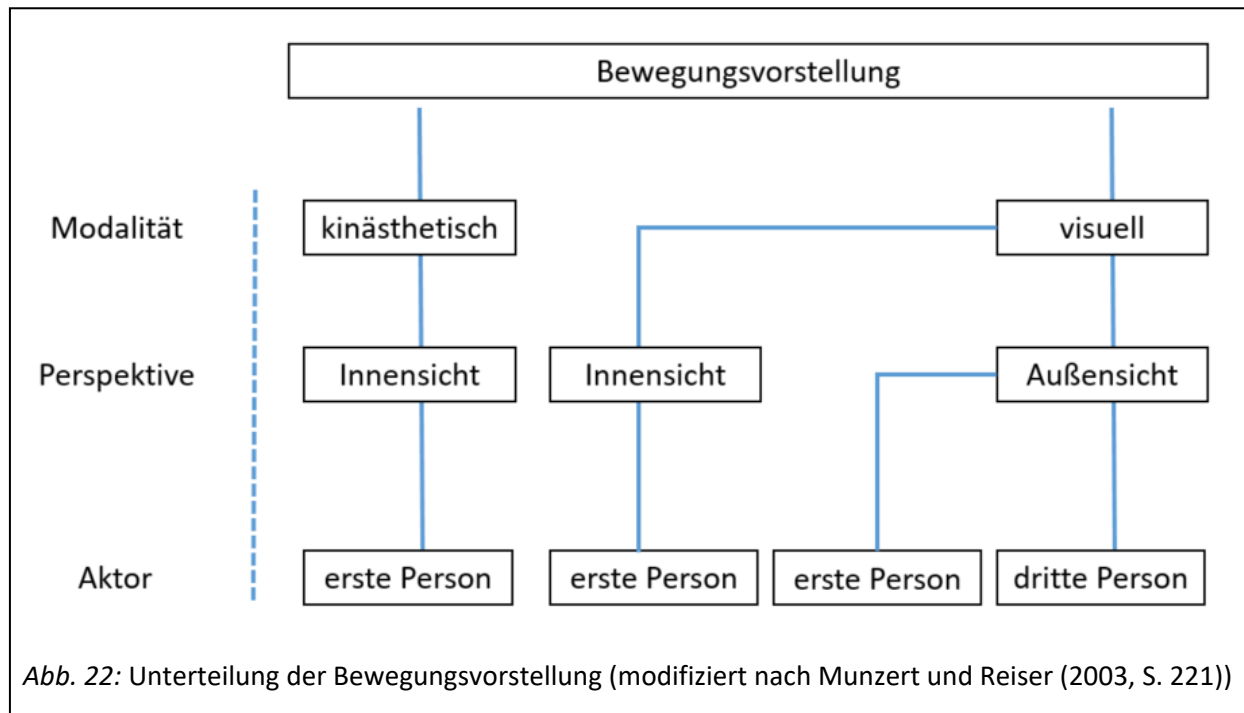 Bewegungsvorstellung
Modalität kinästhetisch visuell
Perspektive Innensicht Innensicht Außensicht
Aktor erste Person erste Person erste Person dritte Person
Abb. 22: Unterteilung der Bewegungsvorstellung (modifiziert nach Munzert und Reiser (2003, S. 221))